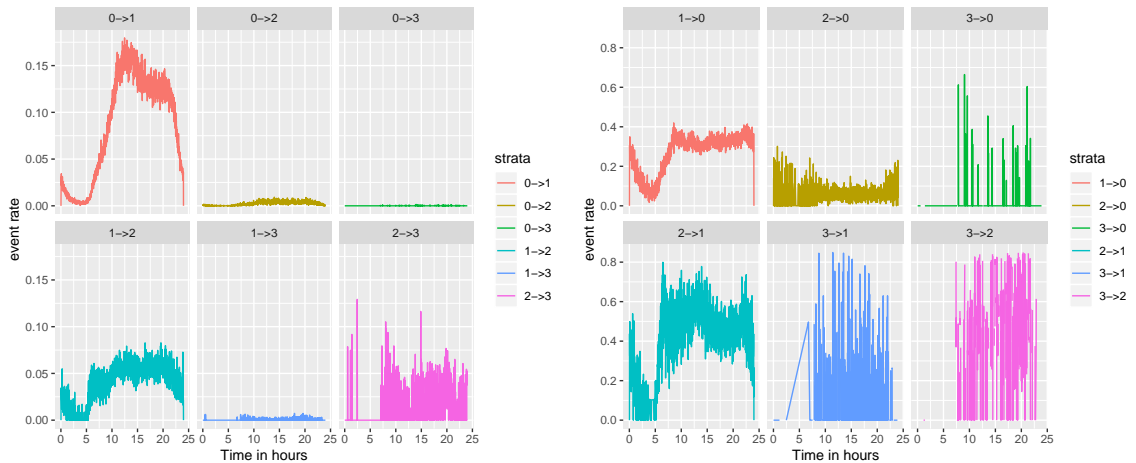 0−>1 0−>2 0−>3
0.15
0.10
0.05
0.00
1−>2 1−>3 2−>3
0.15
0.10
0.05
0.00
0 5 10 15 20 25 0 5 10 15 20 25 0 5 10 15 20 25
Time in hours
event rate
strata
0−>1
0−>2
0−>3
1−>2
1−>3
2−>3
1−>0 2−>0 3−>0
0.8
0.6
0.4
0.2
0.0
2−>1 3−>1 3−>2
0.8
0.6
0.4
0.2
0.0
0 5 10 15 20 25 0 5 10 15 20 25 0 5 10 15 20 25
Time in hours
event rate
strata
1−>0
2−>0
3−>0
2−>1
3−>1
3−>2